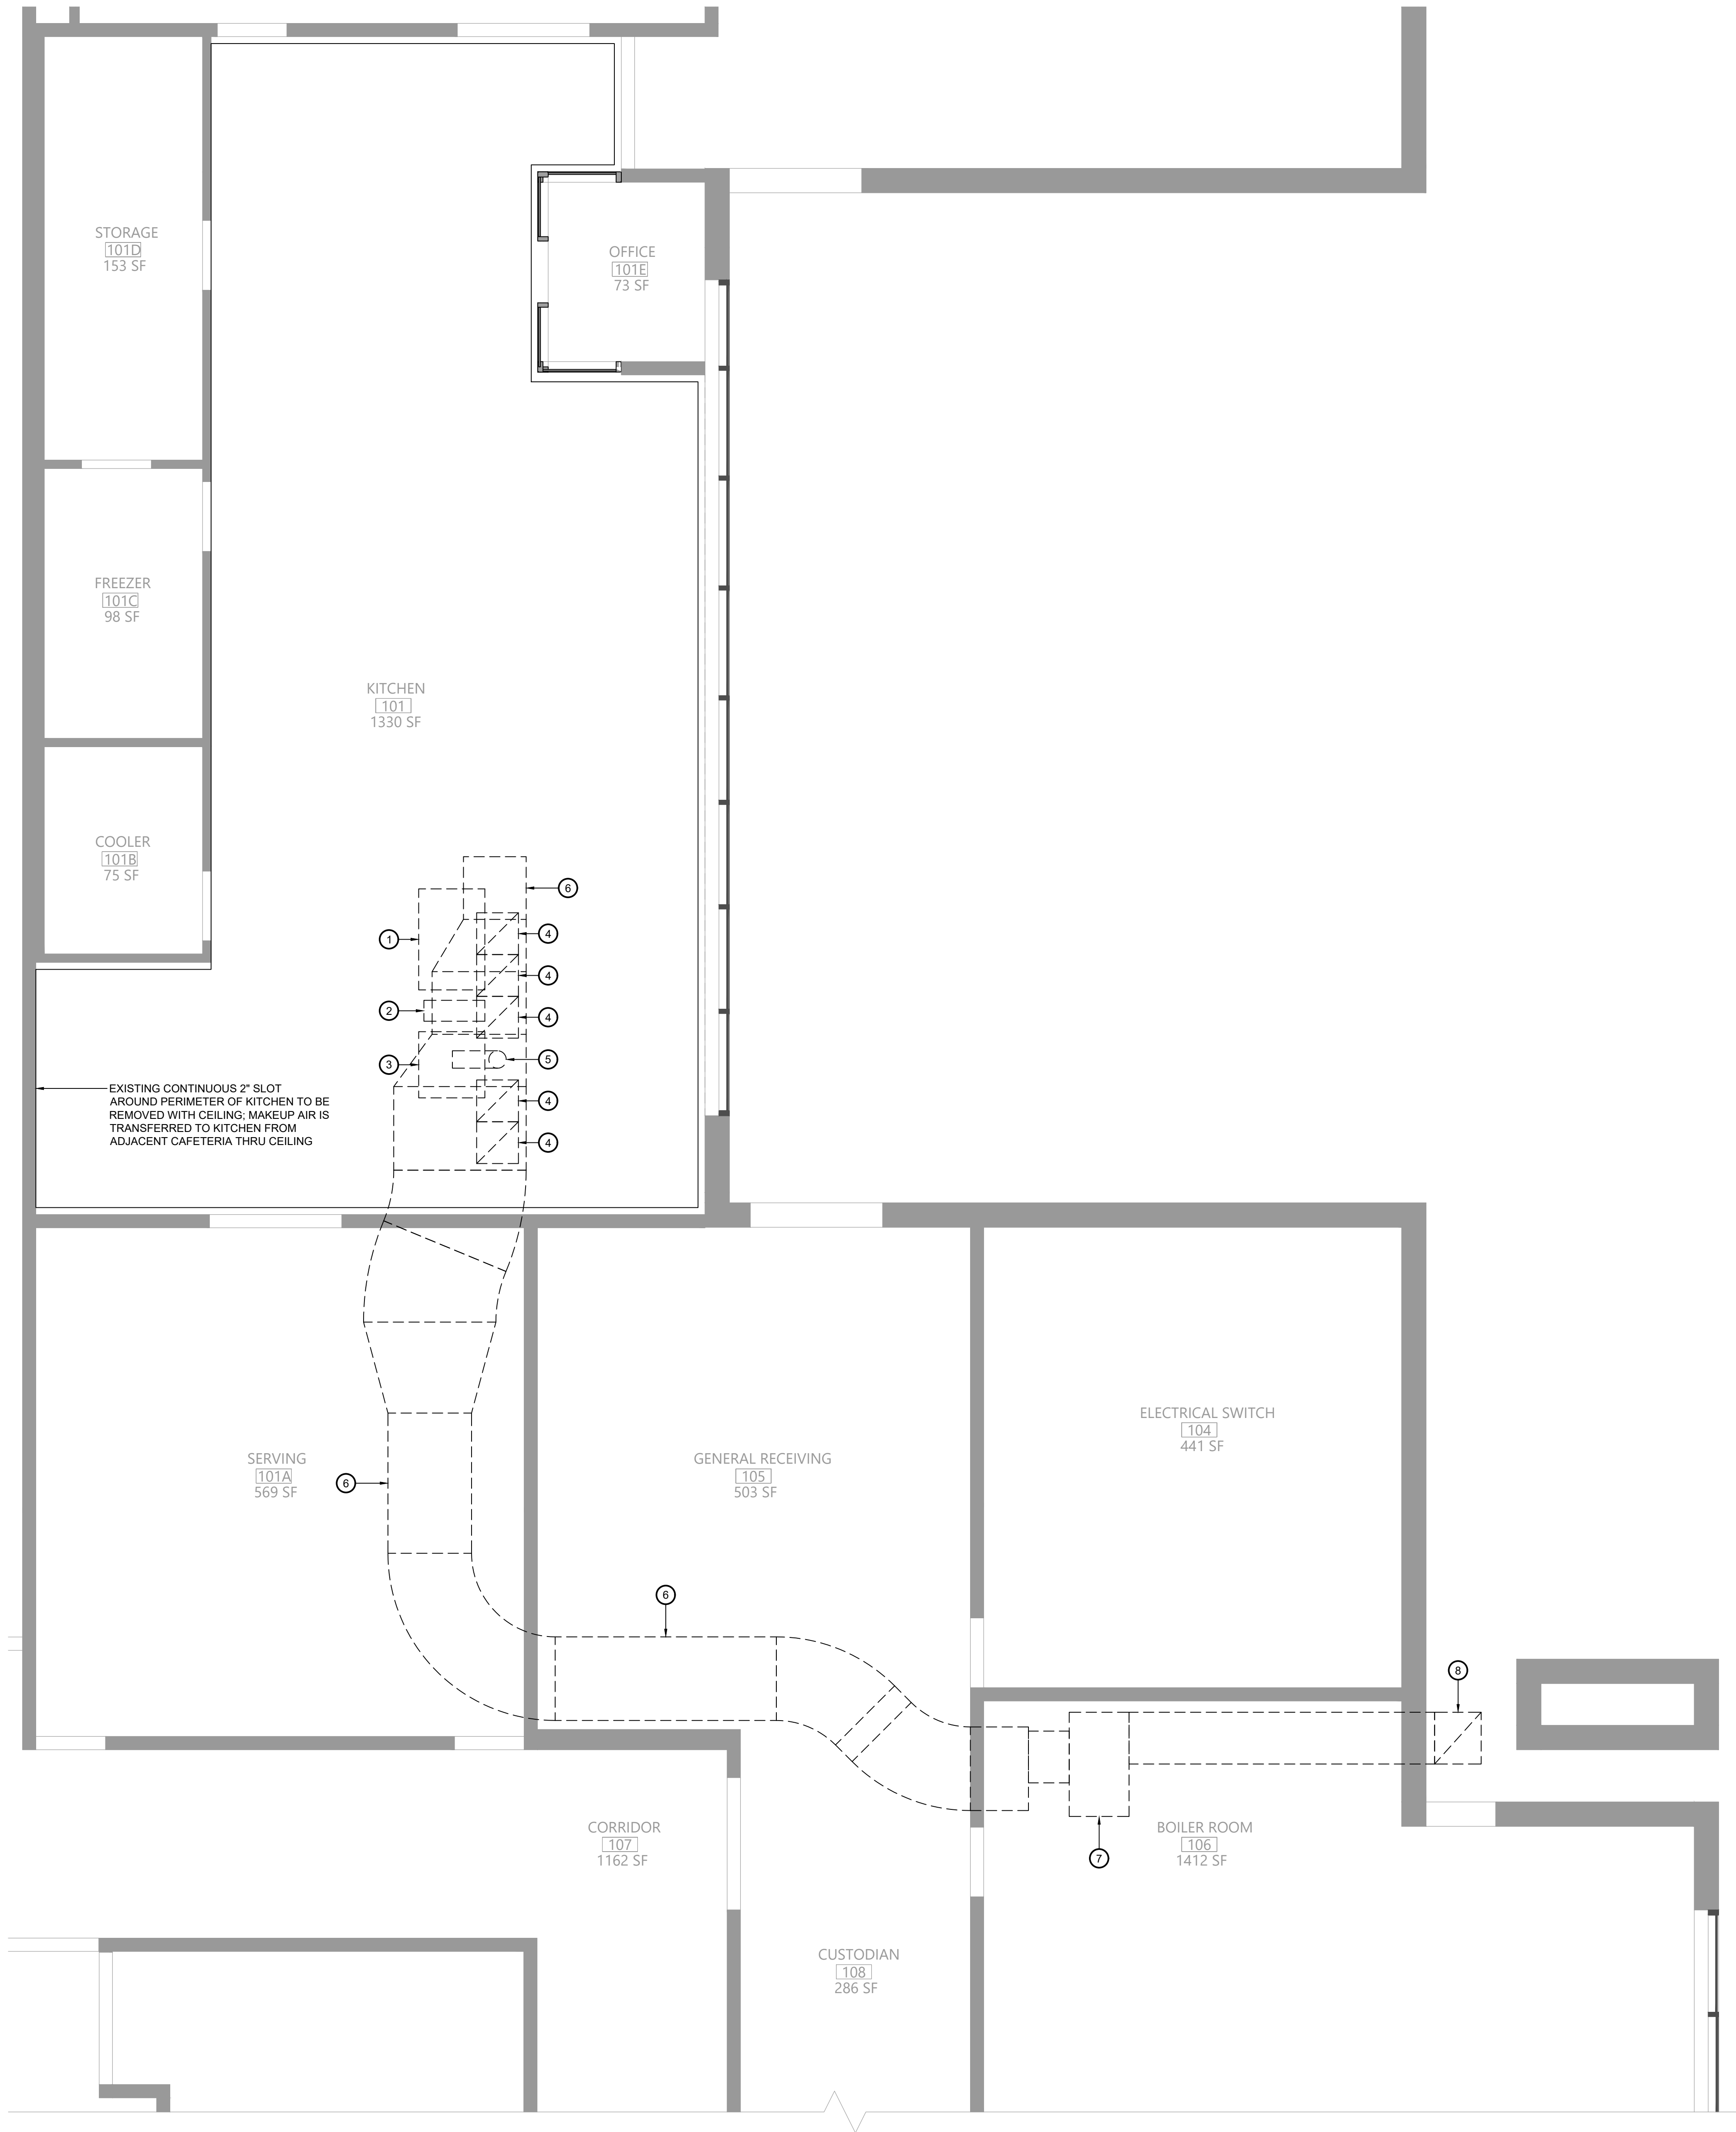 STORAGE
101D
153 SF
OFFICE
101E
73 SF
FREEZER
101C
98 SF
KITCHEN
101
1330 SF
COOLER
101B
75 SF
6
1
4
4
2
4
3
5
4
4
EXISTING CONTINUOUS 2" SLOT
AROUND PERIMETER OF KITCHEN TO BE
REMOVED WITH CEILING; MAKEUP AIR IS
TRANSFERRED TO KITCHEN FROM
ADJACENT CAFETERIA THRU CEILING
ELECTRICAL SWITCH
104
441 SF
SERVING
101A
569 SF
6
GENERAL RECEIVING
105
503 SF
6
8
CORRIDOR
107
1162 SF
7
BOILER ROOM
106
1412 SF
CUSTODIAN
108
286 SF